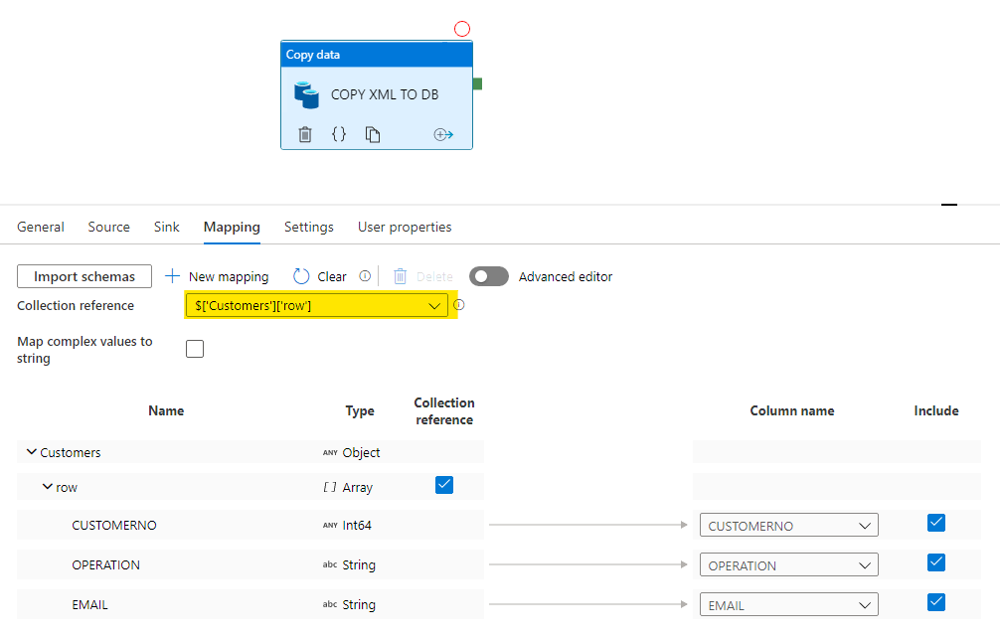 Copy data
COPY XML TO DB
{}
General Source Sink Mapping Settings User properties
Import schemas New mapping Clear Delete Advanced editor
Collection reference $['Customers']['row']
Map complex values to
string
Name Type Collection
reference Column name Include
Customers ANY Object
row [ ] Array
CUSTOMERNO ANY Int64 CUSTOMERNO
OPERATION abc String OPERATION
EMAIL abc String EMAIL